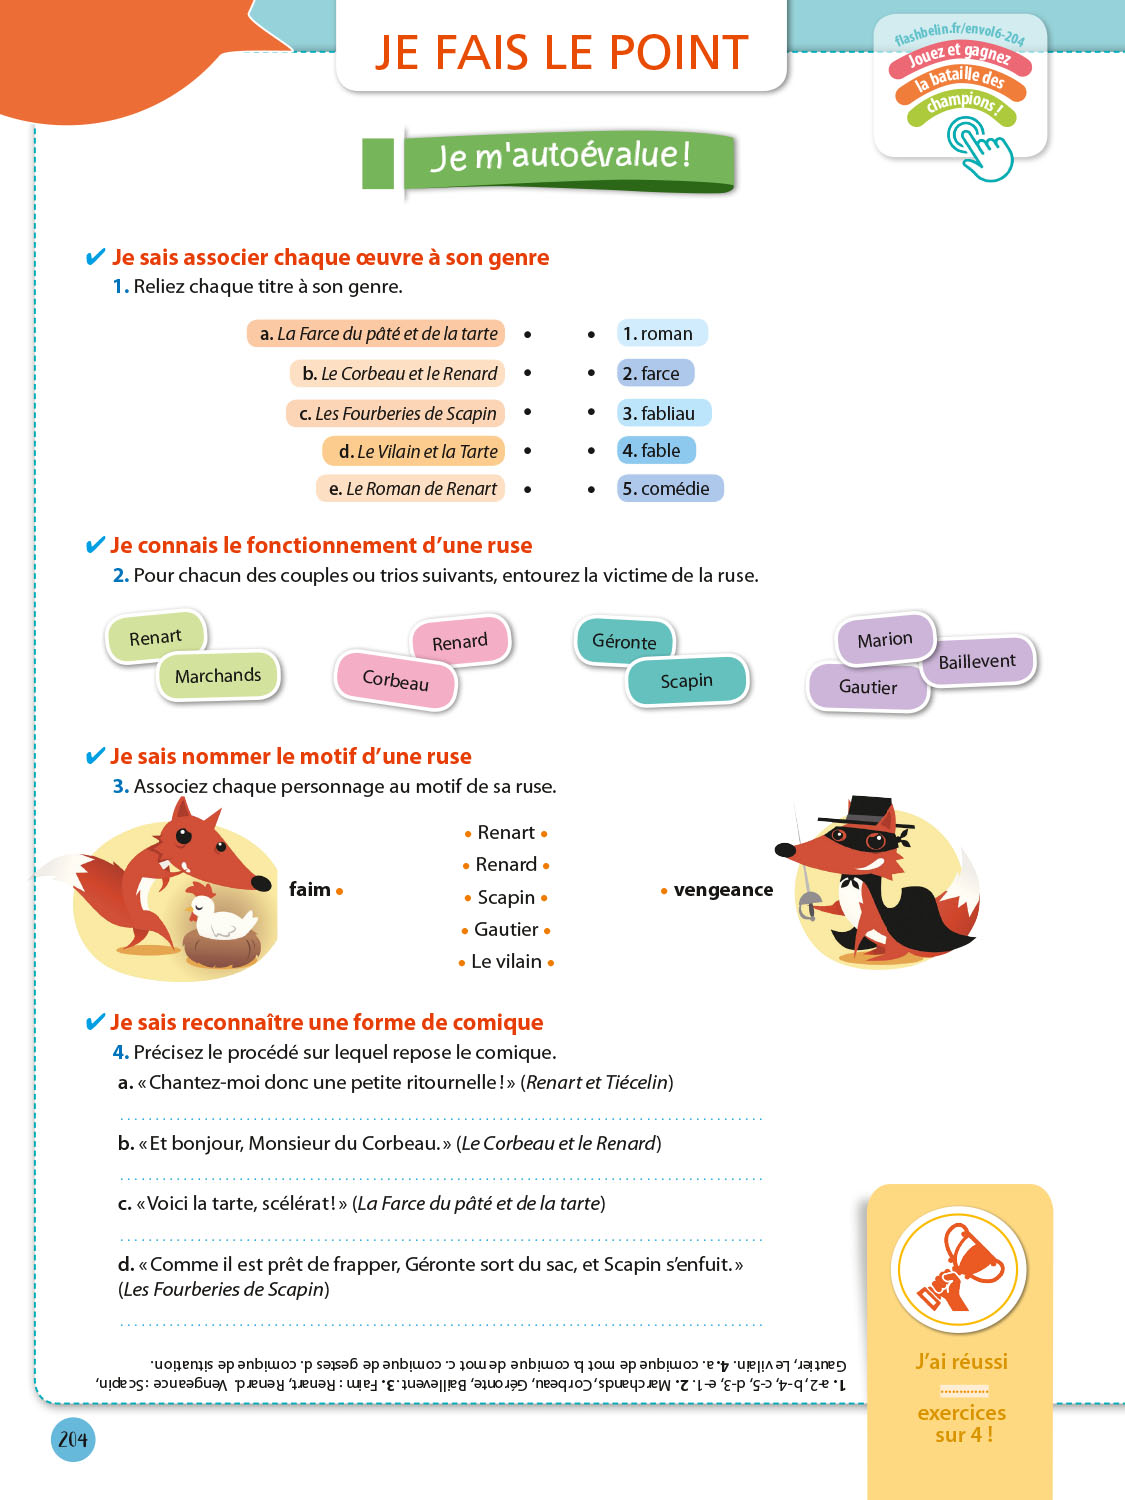 JE FAIS LE POINT
flashbelin.fr/envol6-204
Jouez et gagnez
la bataille des
champions !
Je m'autoévalue !
✔ Je sais associer chaque œuvre à son genre
1. Reliez chaque titre à son genre.
a. La Farce du pâté et de la tarte • • 1. roman
b. Le Corbeau et le Renard • • 2. farce
c. Les Fourberies de Scapin • • 3. fabliau
d. Le Vilain et la Tarte • • 4. fable
e. Le Roman de Renart • • 5. comédie
✔ Je connais le fonctionnement d'une ruse
2. Pour chacun des couples ou trios suivants, entourez la victime de la ruse.
Renart
Marchands
Renard
Corbeau
Géronte
Scapin
Marion
Baillevent
Gautier
✔ Je sais nommer le motif d'une ruse
3. Associez chaque personnage au motif de sa ruse.
• Renart •
• Renard •
faim •
• Scapin •
• vengeance
• Gautier •
• Le vilain •
✔ Je sais reconnaître une forme de comique
4. Précisez le procédé sur lequel repose le comique.
a. « Chantez-moi donc une petite ritournelle ! » (Renart et Tiécelin)
b. « Et bonjour, Monsieur du Corbeau. » (Le Corbeau et le Renard)
c. « Voici la tarte, scélérat ! » (La Farce du pâté et de la tarte)
d. « Comme il est prêt de frapper, Géronte sort du sac, et Scapin s'enfuit. »
(Les Fourberies de Scapin)
1. a-2, b-4, c-5, d-3, e-1. 2. Marchands, Corbeau, Géronte, Baillevent. 3. Faim : Renart, Renard. Vengeance : Scapin,
Gautier, Le vilain. 4. a. comique de mot b. comique de mot c. comique de gestes d. comique de situation.
J'ai réussi
.............
exercices
sur 4 !
204